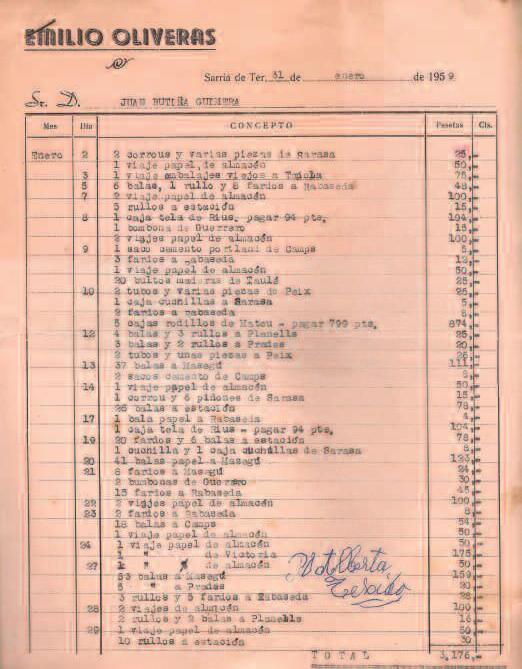 EMILIO OLIVERAS
Sarriá de Ter, 31 de enero de 1959
Sr. D. JUAN BUTIÑA GUDIERA
Mes Día CONCEPTO Pesetas Cts.
Enero 2 2 corrous y varias piezas de Sarasa 25,-
1 viaje papel de almacén 50,-
3 1 viaje embalajes viejos a Taiola 75,-
5 6 balas, 1 rullo y 8 fardos a Rabaseda 48,-
7 2 viaje papel de almacén 100,-
3 rullos a estación 15,-
8 1 caja tela de Rius, pagar 94 pts. 104,-
1 bombona de Guerrero 15,-
2 viajes papel de almacén 100,-
9 1 saco cemento portland de Camps 5,-
3 fardos a Rabaseda 12,-
1 viaje papel de almacén 50,-
20 bultos maderas de Taulé 25,-
10 2 tubos y varias piezas de Peix 25,-
1 caja cuchillas a Sarasa 5,-
2 fardos a Rabaseda 8,-
5 cajas rodillos de Mateu - pagar 799 pts. 874,-
12 4 balas y 3 rullos a Planells 25,-
3 balas y 2 rullos a Prades 20,-
2 tubos y unas piezas a Peix 25,-
13 37 balas a Masegú 111,-
2 sacos cemento de Camps
14 1 viaje papel de almacén 50,-
1 corrou y 6 piñones de Sarasa 15,-
26 balas a estación 78,-
17 1 bala papel a Rabaseda 4,-
1 caja tela de Rius - pagar 94 pts. 104,-
19 20 fardos y 6 balas a estación 78,-
1 cuchilla y 1 caja cuchillas de Sarasa 8,-
20 41 balas papel a Masegú 123,-
21 8 fardos a Masegú 24,-
2 bumbonas de Guerrero 30,-
15 fardos a Rabaseda 45,-
22 2 viajes papel de almacén 100,-
23 2 fardos a Rabaseda 8,-
18 balas a Camps 54,-
1 viaje papel de almacén 50,-
24 1 viaje papel de almacén 50,-
1 " de Victoria 175,-
27 1 " " de almacén 50,-
53 balas a Masegú 159,-
5 " a Prades 20,-
3 rullos y 5 fardos a Rabaseda 28,-
28 2 viajes de almacén 100,-
2 rullos y 2 balas a Planells 16,-
29 1 viaje papel de almacén 50,-
10 rullos a estación 30,-
TOTAL 3,176,-